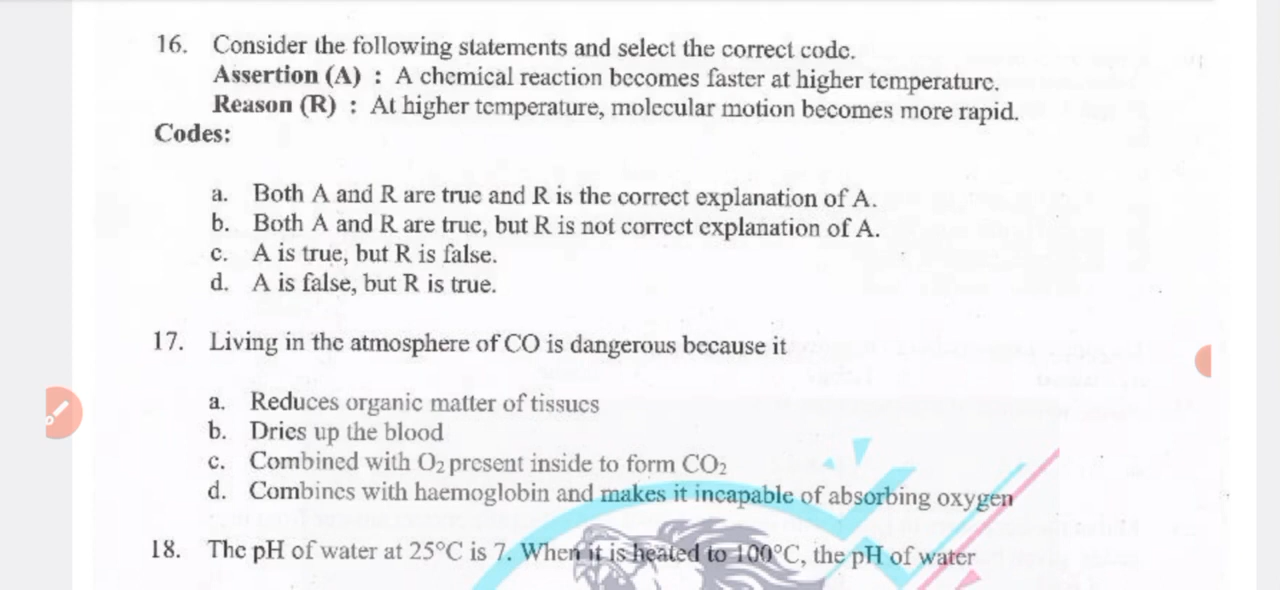 16. Consider the following statements and select the correct code.
Assertion (A) : A chemical reaction becomes faster at higher temperature.
Reason (R) : At higher temperature, molecular motion becomes more rapid.
Codes:
a. Both A and R are true and R is the correct explanation of A.
b. Both A and R are true, but R is not correct explanation of A.
c. A is true, but R is false.
d. A is false, but R is true.
17. Living in the atmosphere of CO is dangerous because it
a. Reduces organic matter of tissues
b. Dries up the blood
c. Combined with O₂ present inside to form CO₂
d. Combines with haemoglobin and makes it incapable of absorbing oxygen
18. The pH of water at 25°C is 7. When it is heated to 100°C, the pH of water